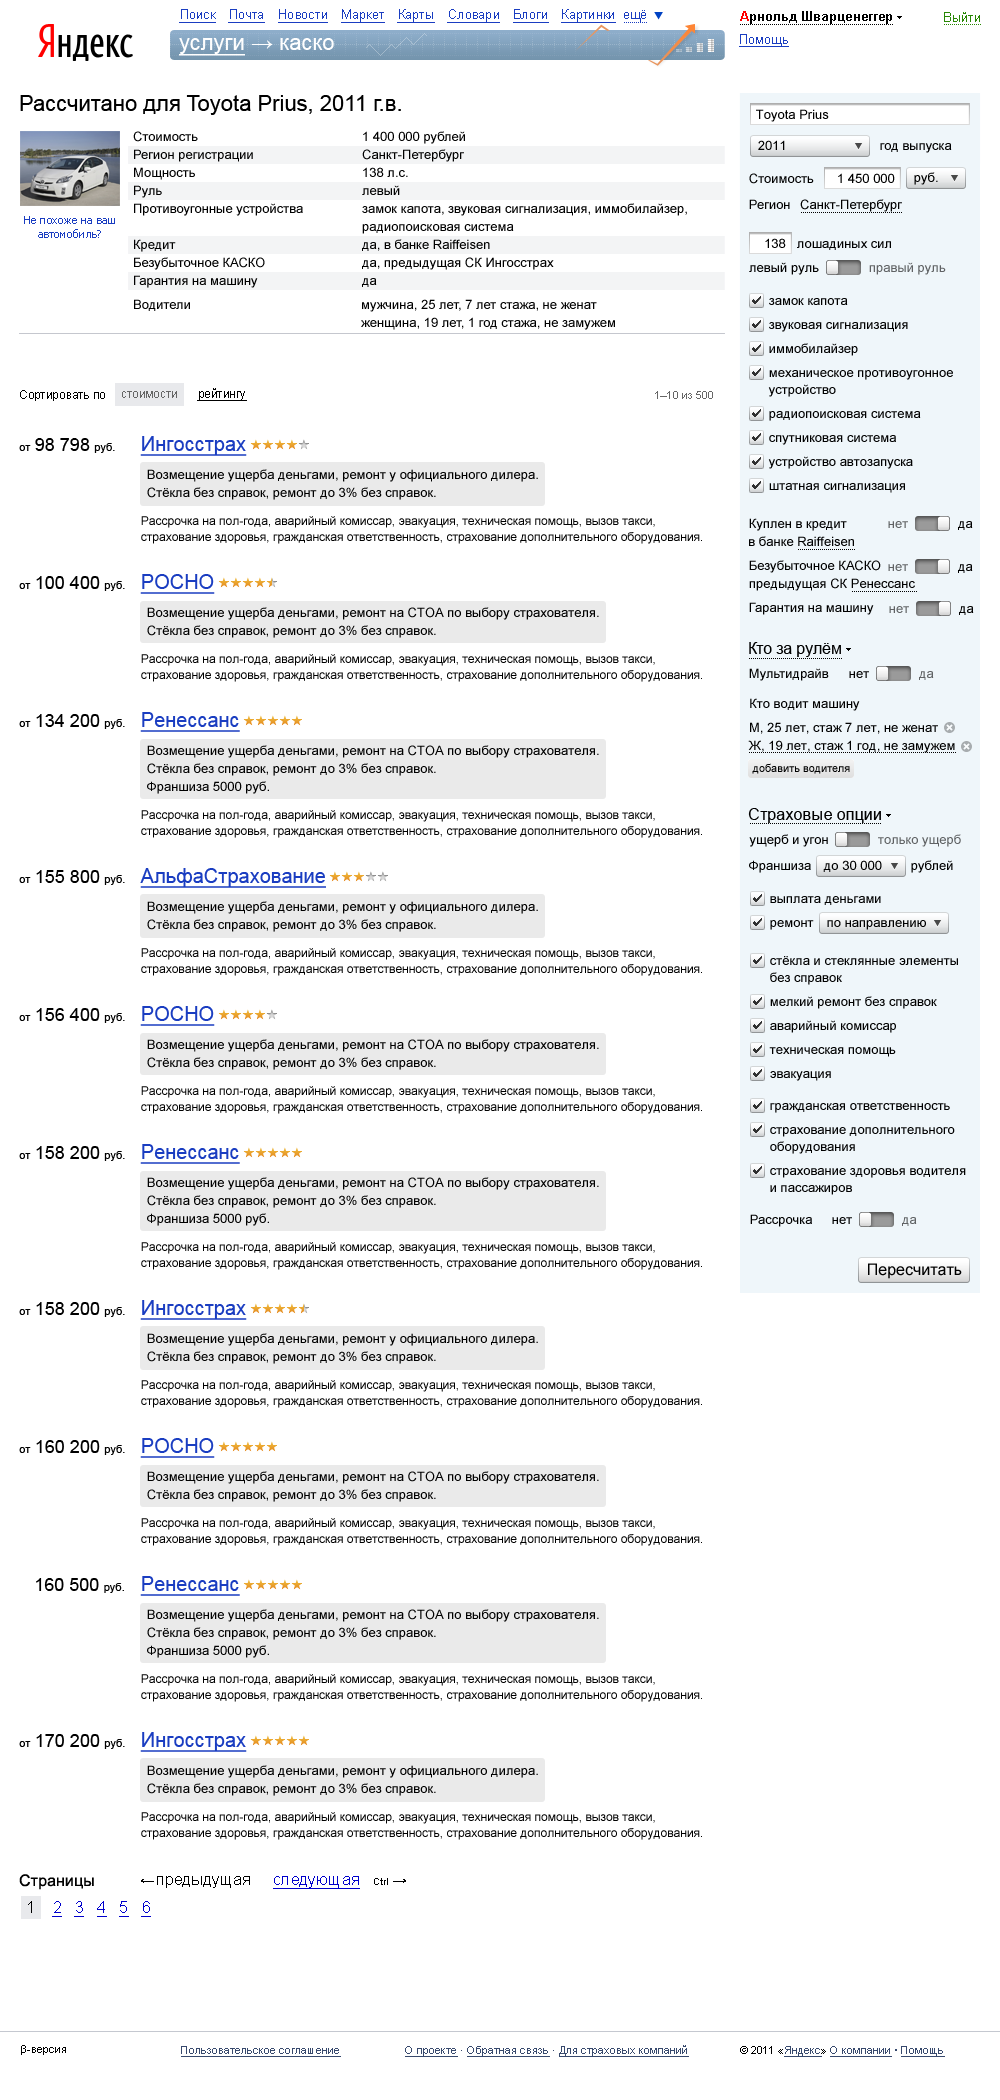 Поиск Почта Новости Маркет Карты Словари Блоги Картинки ещё ▼
Арнольд Шварценеггер
Выйти
Помощь
Яндекс
услуги → каско
Рассчитано для Toyota Prius, 2011 г.в.
Не похоже на ваш
автомобиль?
Стоимость 1 400 000 рублей
Регион регистрации Санкт-Петербург
Мощность 138 л.с.
Руль левый
Противоугонные устройства замок капота, звуковая сигнализация, иммобилайзер,
радиопоисковая система
Кредит да, в банке Raiffeisen
Безубыточное КАСКО да, предыдущая СК Ингосстрах
Гарантия на машину да
Водители мужчина, 25 лет, 7 лет стажа, не женат
женщина, 19 лет, 1 год стажа, не замужем
Сортировать по стоимости рейтингу 1–10 из 500
от 98 798 руб. Ингосстрах
Возмещение ущерба деньгами, ремонт у официального дилера.
Стёкла без справок, ремонт до 3% без справок.
Рассрочка на пол-года, аварийный комиссар, эвакуация, техническая помощь, вызов такси,
страхование здоровья, гражданская ответственность, страхование дополнительного оборудования.
от 100 400 руб. РОСНО
Возмещение ущерба деньгами, ремонт на СТОА по выбору страхователя.
Стёкла без справок, ремонт до 3% без справок.
Рассрочка на пол-года, аварийный комиссар, эвакуация, техническая помощь, вызов такси,
страхование здоровья, гражданская ответственность, страхование дополнительного оборудования.
от 134 200 руб. Ренессанс
Возмещение ущерба деньгами, ремонт на СТОА по выбору страхователя.
Стёкла без справок, ремонт до 3% без справок.
Франшиза 5000 руб.
Рассрочка на пол-года, аварийный комиссар, эвакуация, техническая помощь, вызов такси,
страхование здоровья, гражданская ответственность, страхование дополнительного оборудования.
от 155 800 руб. АльфаСтрахование
Возмещение ущерба деньгами, ремонт у официального дилера.
Стёкла без справок, ремонт до 3% без справок.
Рассрочка на пол-года, аварийный комиссар, эвакуация, техническая помощь, вызов такси,
страхование здоровья, гражданская ответственность, страхование дополнительного оборудования.
от 156 400 руб. РОСНО
Возмещение ущерба деньгами, ремонт на СТОА по выбору страхователя.
Стёкла без справок, ремонт до 3% без справок.
Рассрочка на пол-года, аварийный комиссар, эвакуация, техническая помощь, вызов такси,
страхование здоровья, гражданская ответственность, страхование дополнительного оборудования.
от 158 200 руб. Ренессанс
Возмещение ущерба деньгами, ремонт на СТОА по выбору страхователя.
Стёкла без справок, ремонт до 3% без справок.
Франшиза 5000 руб.
Рассрочка на пол-года, аварийный комиссар, эвакуация, техническая помощь, вызов такси,
страхование здоровья, гражданская ответственность, страхование дополнительного оборудования.
от 158 200 руб. Ингосстрах
Возмещение ущерба деньгами, ремонт у официального дилера.
Стёкла без справок, ремонт до 3% без справок.
Рассрочка на пол-года, аварийный комиссар, эвакуация, техническая помощь, вызов такси,
страхование здоровья, гражданская ответственность, страхование дополнительного оборудования.
от 160 200 руб. РОСНО
Возмещение ущерба деньгами, ремонт на СТОА по выбору страхователя.
Стёкла без справок, ремонт до 3% без справок.
Рассрочка на пол-года, аварийный комиссар, эвакуация, техническая помощь, вызов такси,
страхование здоровья, гражданская ответственность, страхование дополнительного оборудования.
160 500 руб. Ренессанс
Возмещение ущерба деньгами, ремонт на СТОА по выбору страхователя.
Стёкла без справок, ремонт до 3% без справок.
Франшиза 5000 руб.
Рассрочка на пол-года, аварийный комиссар, эвакуация, техническая помощь, вызов такси,
страхование здоровья, гражданская ответственность, страхование дополнительного оборудования.
от 170 200 руб. Ингосстрах
Возмещение ущерба деньгами, ремонт у официального дилера.
Стёкла без справок, ремонт до 3% без справок.
Рассрочка на пол-года, аварийный комиссар, эвакуация, техническая помощь, вызов такси,
страхование здоровья, гражданская ответственность, страхование дополнительного оборудования.
Страницы ←предыдущая следующая Ctrl →
1 2 3 4 5 6
Toyota Prius
2011 год выпуска
Стоимость 1 450 000 руб.
Регион Санкт-Петербург
138 лошадиных сил
левый руль правый руль
замок капота
звуковая сигнализация
иммобилайзер
механическое противоугонное
устройство
радиопоисковая система
спутниковая система
устройство автозапуска
штатная сигнализация
Куплен в кредит нет да
в банке Raiffeisen
Безубыточное КАСКО нет да
предыдущая СК Ренессанс
Гарантия на машину нет да
Кто за рулём
Мультидрайв нет да
Кто водит машину
М, 25 лет, стаж 7 лет, не женат
Ж, 19 лет, стаж 1 год, не замужем
добавить водителя
Страховые опции
ущерб и угон только ущерб
Франшиза до 30 000 рублей
выплата деньгами
ремонт по направлению
стёкла и стеклянные элементы
без справок
мелкий ремонт без справок
аварийный комиссар
техническая помощь
эвакуация
гражданская ответственность
страхование дополнительного
оборудования
страхование здоровья водителя
и пассажиров
Рассрочка нет да
Пересчитать
β-версия
Пользовательское соглашение
О проекте · Обратная связь · Для страховых компаний
© 2011 «Яндекс» О компании • Помощь